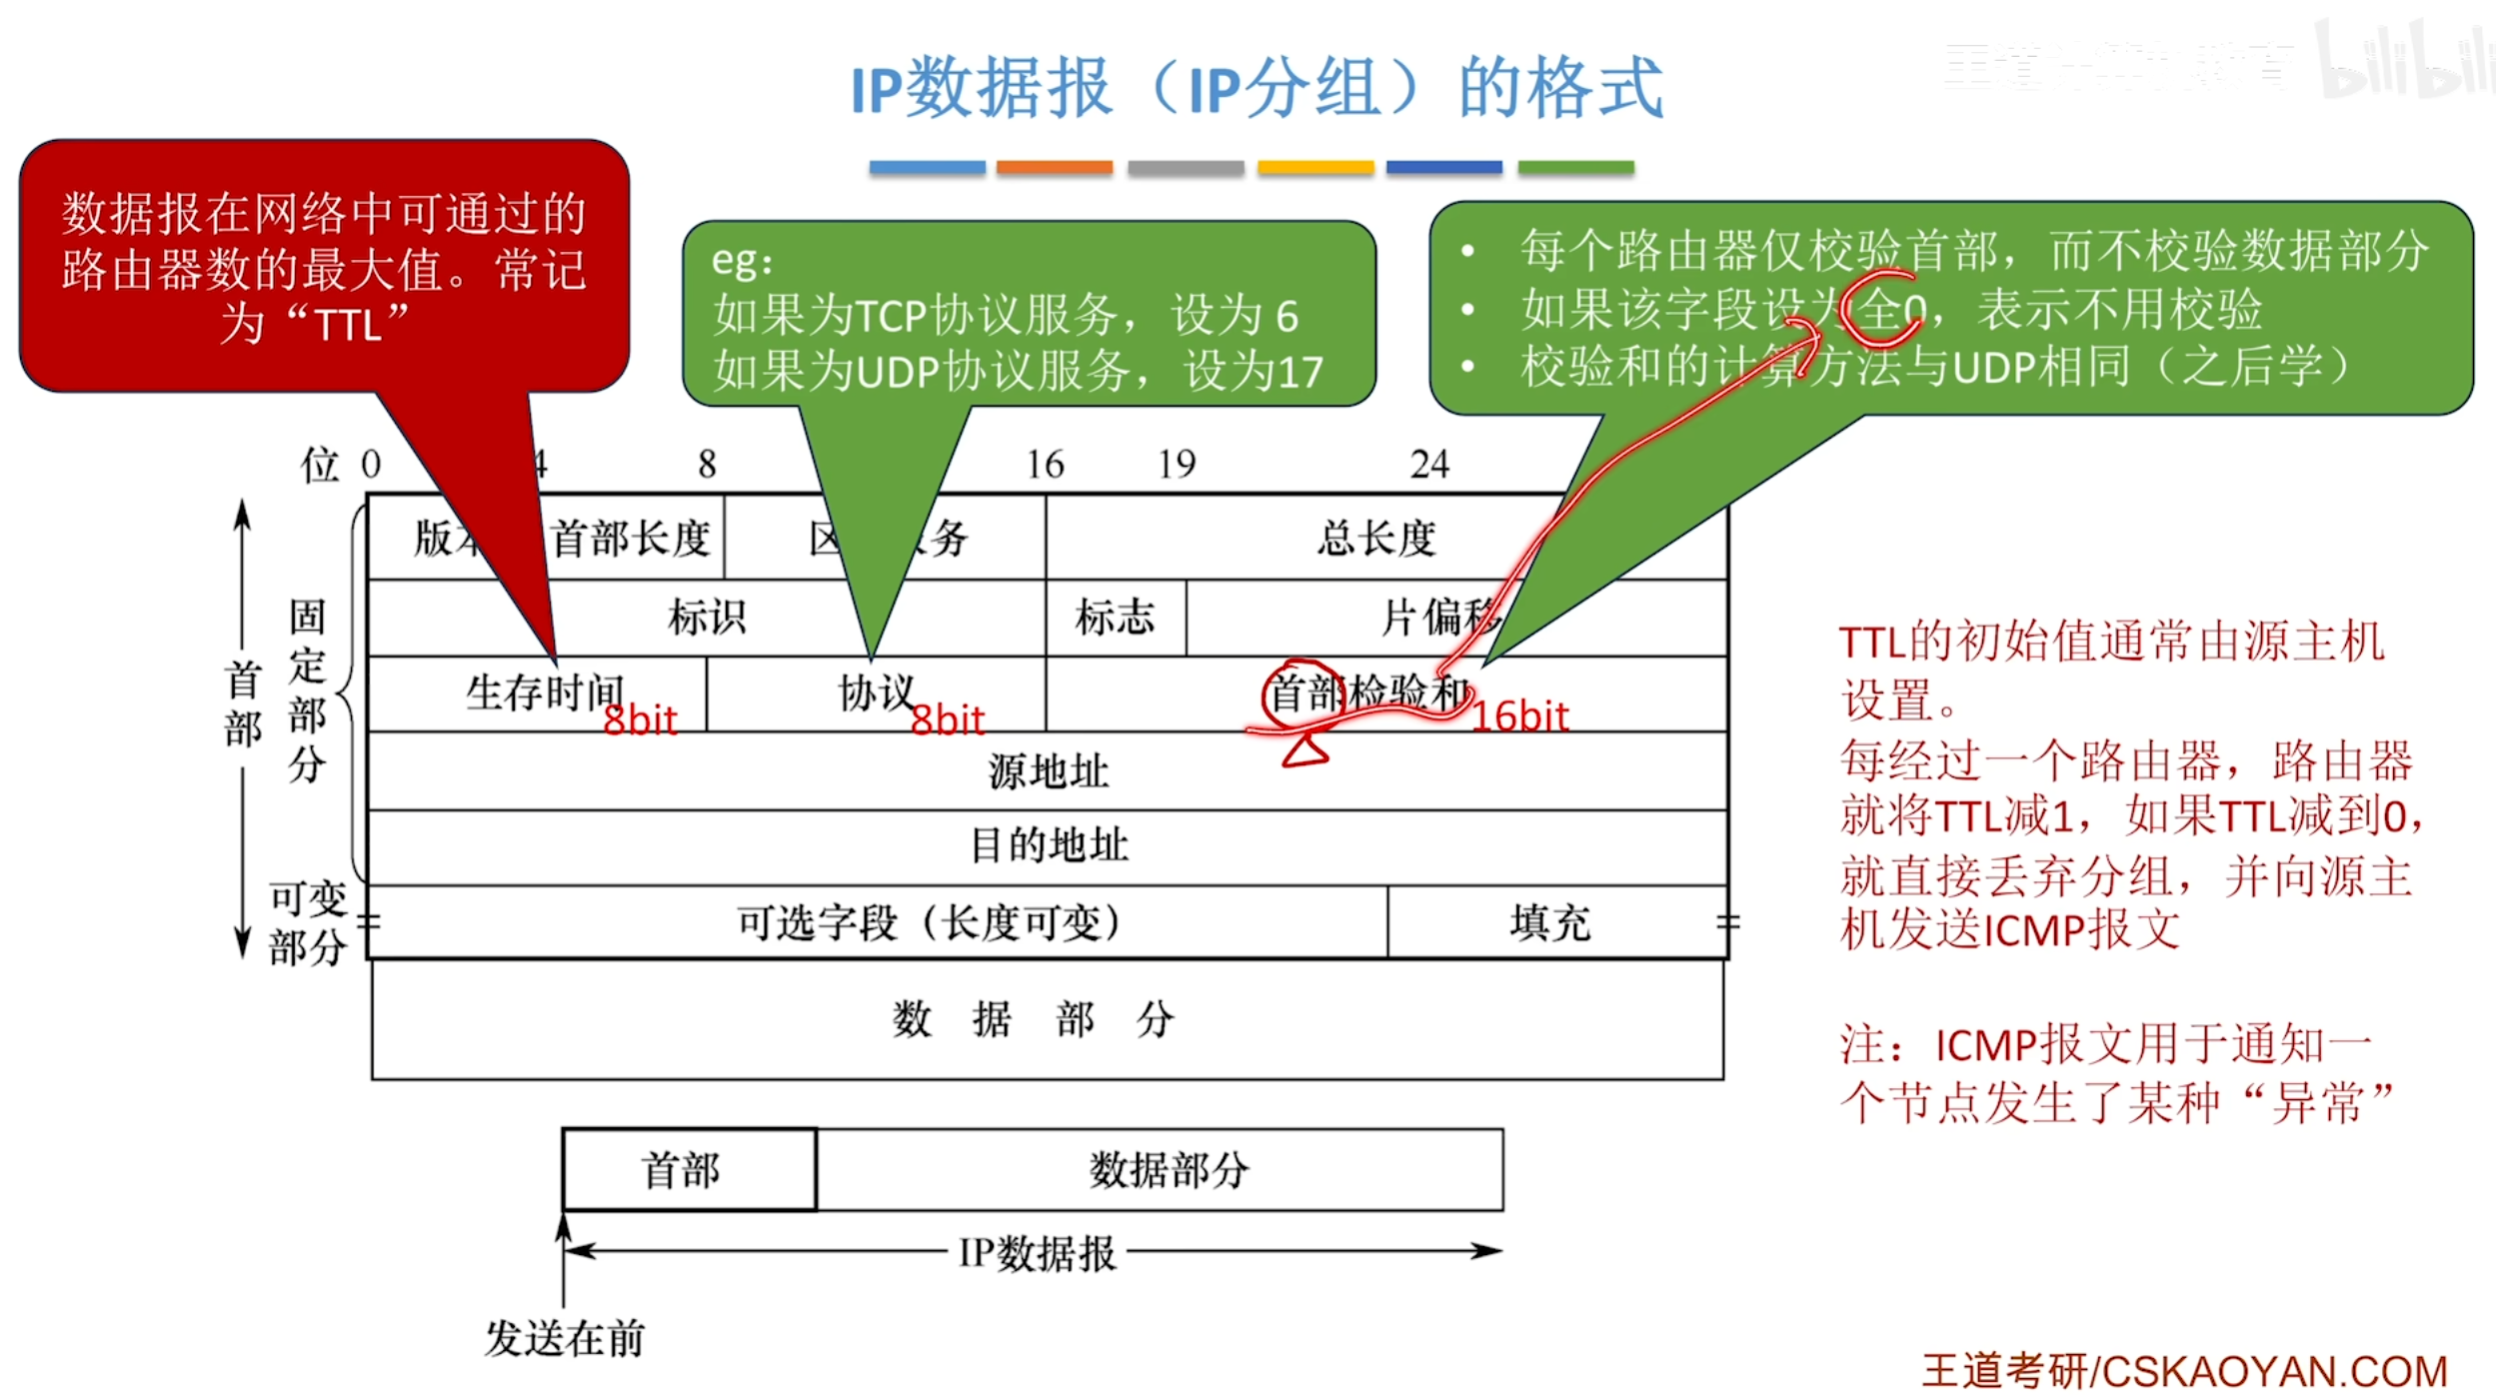 IP数据报（IP分组）的格式
bilibili
数据报在网络中可通过的
路由器数的最大值。常记
为“TTL”
eg：
如果为TCP协议服务，设为 6
如果为UDP协议服务，设为17
• 每个路由器仅校验首部，而不校验数据部分
• 如果该字段设为全0，表示不用校验
• 校验和的计算方法与UDP相同（之后学）
位 0 4 8 16 19 24
首部长度 总长度
标识 标志 片偏移
生存时间 8bit 协议 8bit 首部检验和 16bit
源地址
目的地址
可选字段（长度可变） 填充
数 据 部 分
首部
固定部分
可变
部分
首部 数据部分
IP数据报
发送在前
TTL的初始值通常由源主机
设置。
每经过一个路由器，路由器
就将TTL减1，如果TTL减到0，
就直接丢弃分组，并向源主
机发送ICMP报文
注：ICMP报文用于通知一
个节点发生了某种“异常”
王道考研/CSKAOYAN.COM